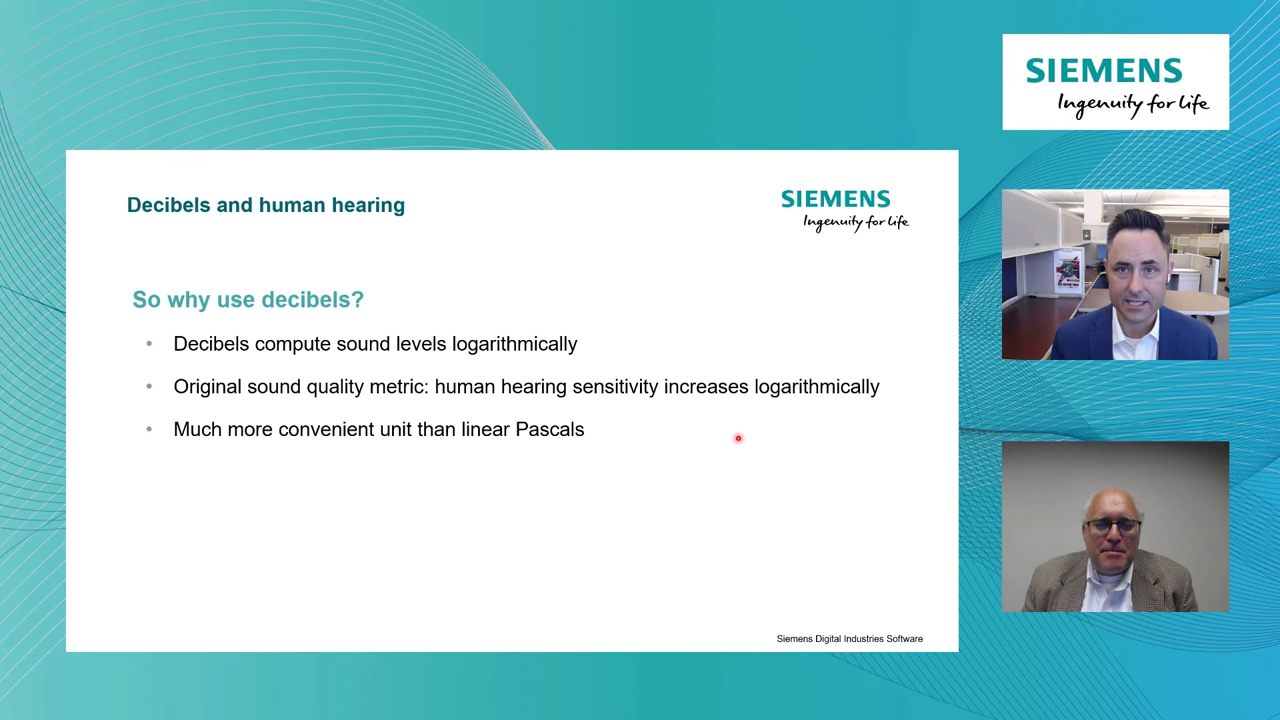 SIEMENS
Ingenuity for life
Decibels and human hearing
SIEMENS
Ingenuity for life
So why use decibels?
• Decibels compute sound levels logarithmically
• Original sound quality metric: human hearing sensitivity increases logarithmically
• Much more convenient unit than linear Pascals
Siemens Digital Industries Software